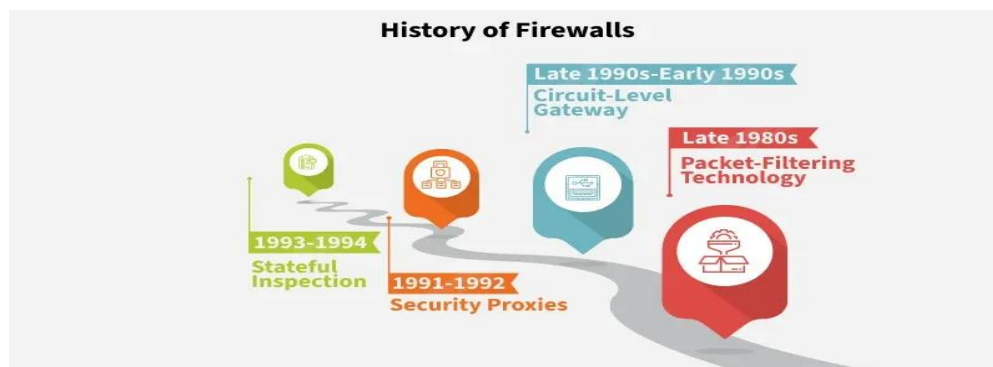 History of Firewalls
Late 1990s-Early 1990s
Circuit-Level
Gateway
Late 1980s
Packet-Filtering
Technology
1993-1994
Stateful
Inspection
1991-1992
Security Proxies